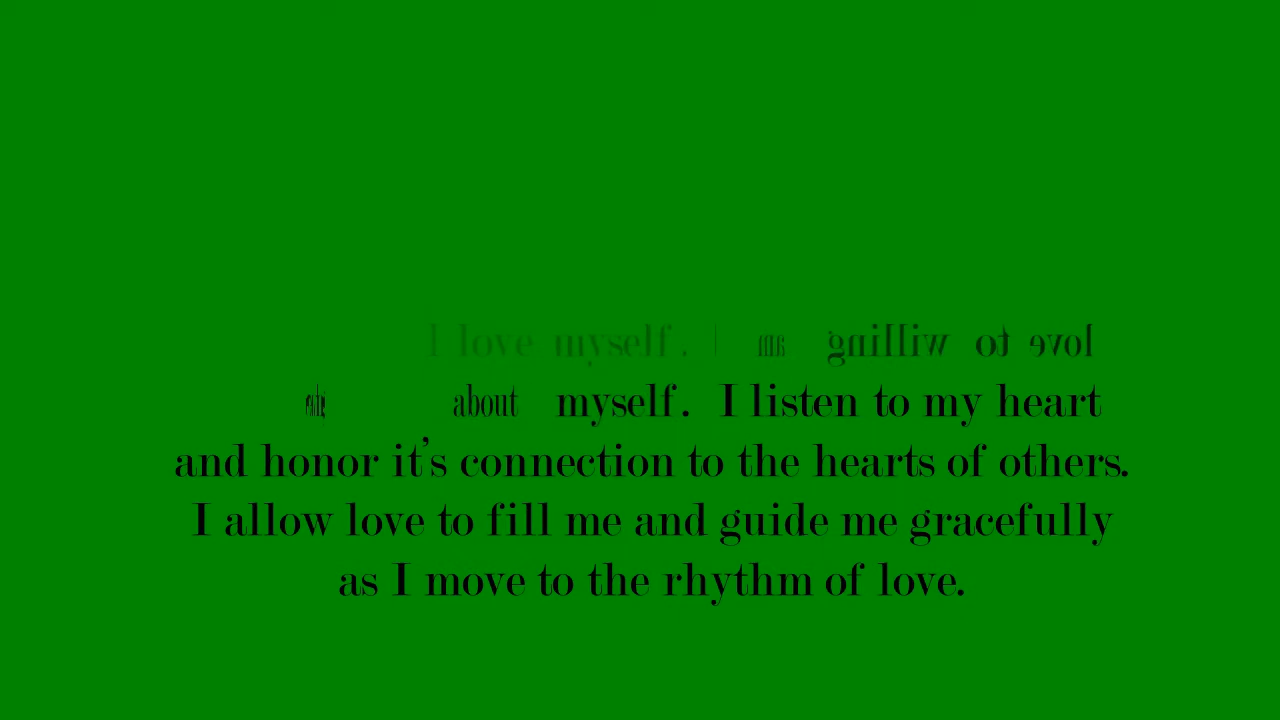 I love myself. I am willing to love
about myself. I listen to my heart
and honor it's connection to the hearts of others.
I allow love to fill me and guide me gracefully
as I move to the rhythm of love.